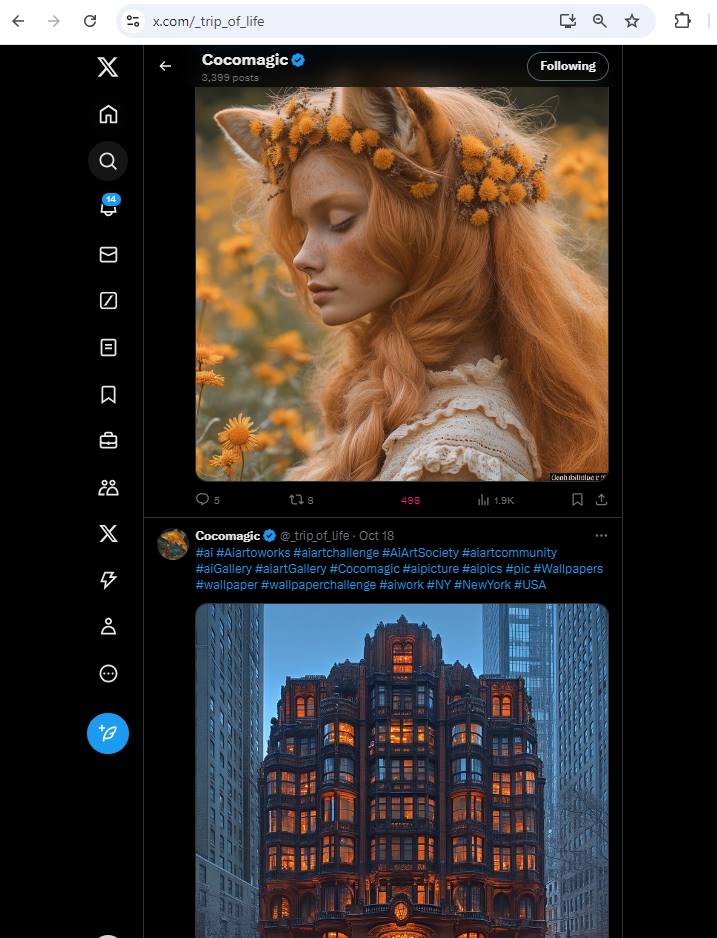 x.com/_trip_of_life
Cocomagic
3,399 posts
Following
14
5
8
498
1.9K
Cocomagic @_trip_of_life · Oct 18
#ai #Aiartoworks #aiartchallenge #AiArtSociety #aiartcommunity
#aiGallery #aiartGallery #Cocomagic #aipicture #aipics #pic #Wallpapers
#wallpaper #wallpaperchallenge #aiwork #NY #NewYork #USA